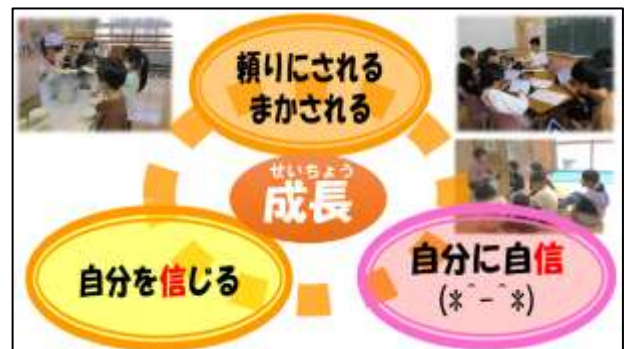 頼りにされる
まかされる
せいちょう
成長
自分を信じる
自分に自信
(*^-^*)